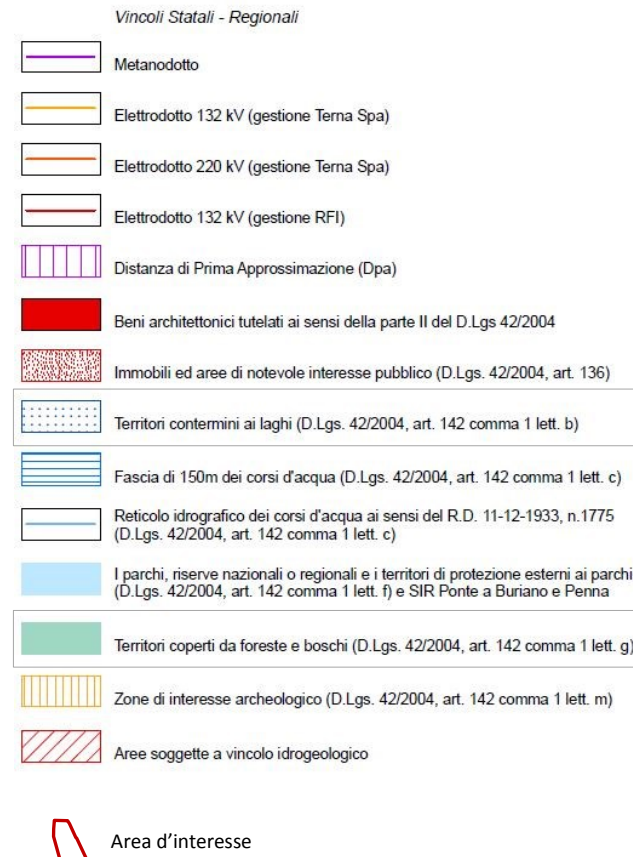 Vincoli Statali - Regionali
Metanodotto
Elettrodotto 132 kV (gestione Terna Spa)
Elettrodotto 220 kV (gestione Terna Spa)
Elettrodotto 132 kV (gestione RFI)
Distanza di Prima Approssimazione (Dpa)
Beni architettonici tutelati ai sensi della parte II del D.Lgs 42/2004
Immobili ed aree di notevole interesse pubblico (D.Lgs. 42/2004, art. 136)
Territori contermini ai laghi (D.Lgs. 42/2004, art. 142 comma 1 lett. b)
Fascia di 150m dei corsi d'acqua (D.Lgs. 42/2004, art. 142 comma 1 lett. c)
Reticolo idrografico dei corsi d'acqua ai sensi del R.D. 11-12-1933, n.1775
(D.Lgs. 42/2004, art. 142 comma 1 lett. c)
I parchi, riserve nazionali o regionali e i territori di protezione esterni ai parchi
(D.Lgs. 42/2004, art. 142 comma 1 lett. f) e SIR Ponte a Buriano e Penna
Territori coperti da foreste e boschi (D.Lgs. 42/2004, art. 142 comma 1 lett. g)
Zone di interesse archeologico (D.Lgs. 42/2004, art. 142 comma 1 lett. m)
Aree soggette a vincolo idrogeologico
Area d’interesse